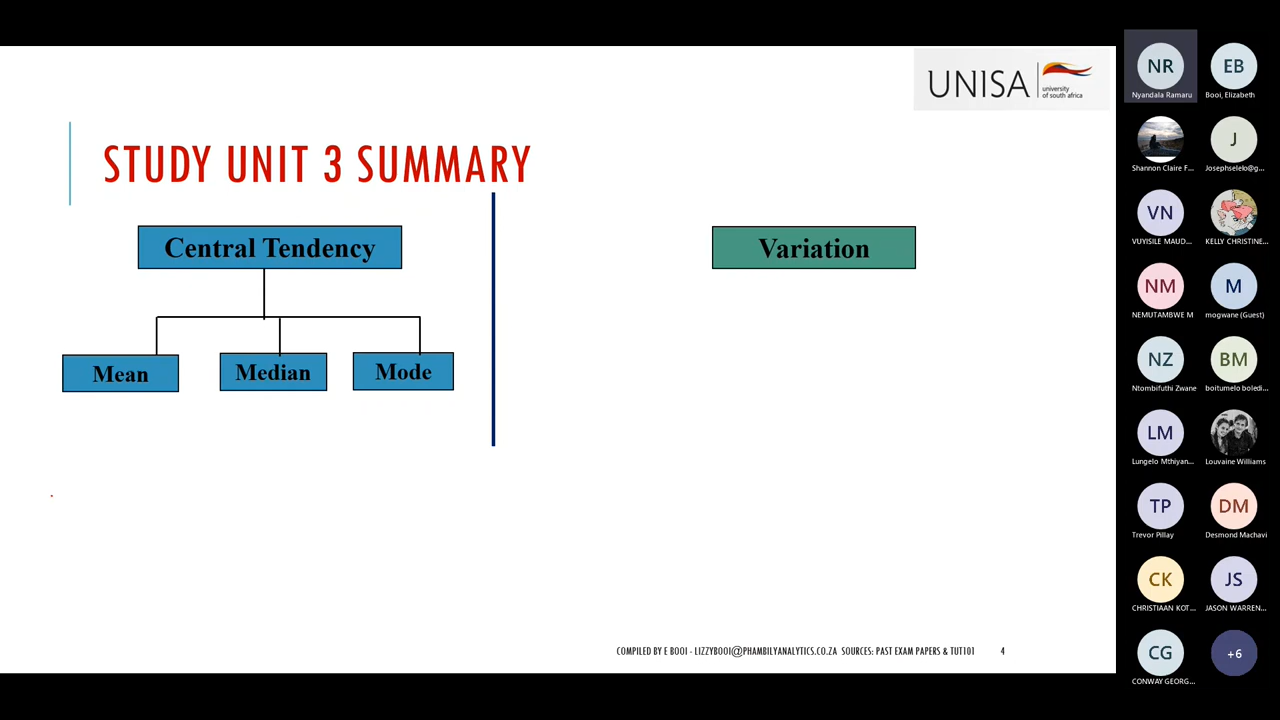 UNISA
university
of south africa
STUDY UNIT 3 SUMMARY
Central Tendency
Variation
Mean
Median
Mode
COMPILED BY E BOOI - LIZZYBOOI@PHAMBILYANALYTICS.CO.ZA SOURCES: PAST EXAM PAPERS & TUT101
4
NR
EB
Nyandala Ramaru
Booi, Elizabeth
J
Shannon Claire F...
Josephselelo@g...
VN
VUYISILE MAUD...
KELLY CHRISTINE...
NM
M
NEMUTAMBWE M
mogwane (Guest)
NZ
BM
Ntombifuthi Zwane
boitumelo boledi...
LM
Lungelo Mthiyan...
Louvaine Williams
TP
DM
Trevor Pillay
Desmond Machavi
CK
JS
CHRISTIAAN KOT...
JASON WARREN...
CG
+6
CONWAY GEORG...